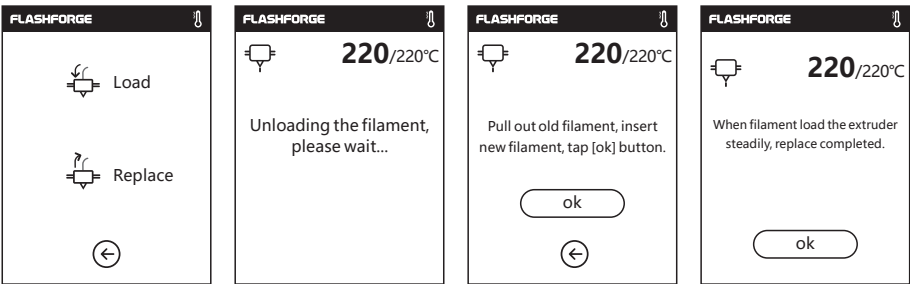 FLASHFORGE
Load
Replace
FLASHFORGE
220/220℃
Unloading the filament,
please wait...
FLASHFORGE
220/220℃
Pull out old filament, insert
new filament, tap [ok] button.
ok
FLASHFORGE
220/220℃
When filament load the extruder
steadily, replace completed.
ok